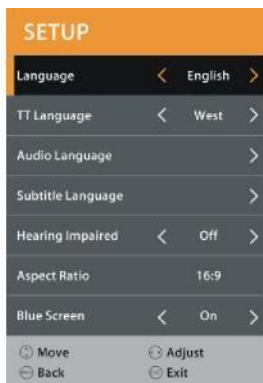 SETUP
Language < English >
TT Language < West >
Audio Language >
Subtitle Language >
Hearing Impaired < Off >
Aspect Ratio 16:9
Blue Screen < On >
Move Adjust
Back Exit